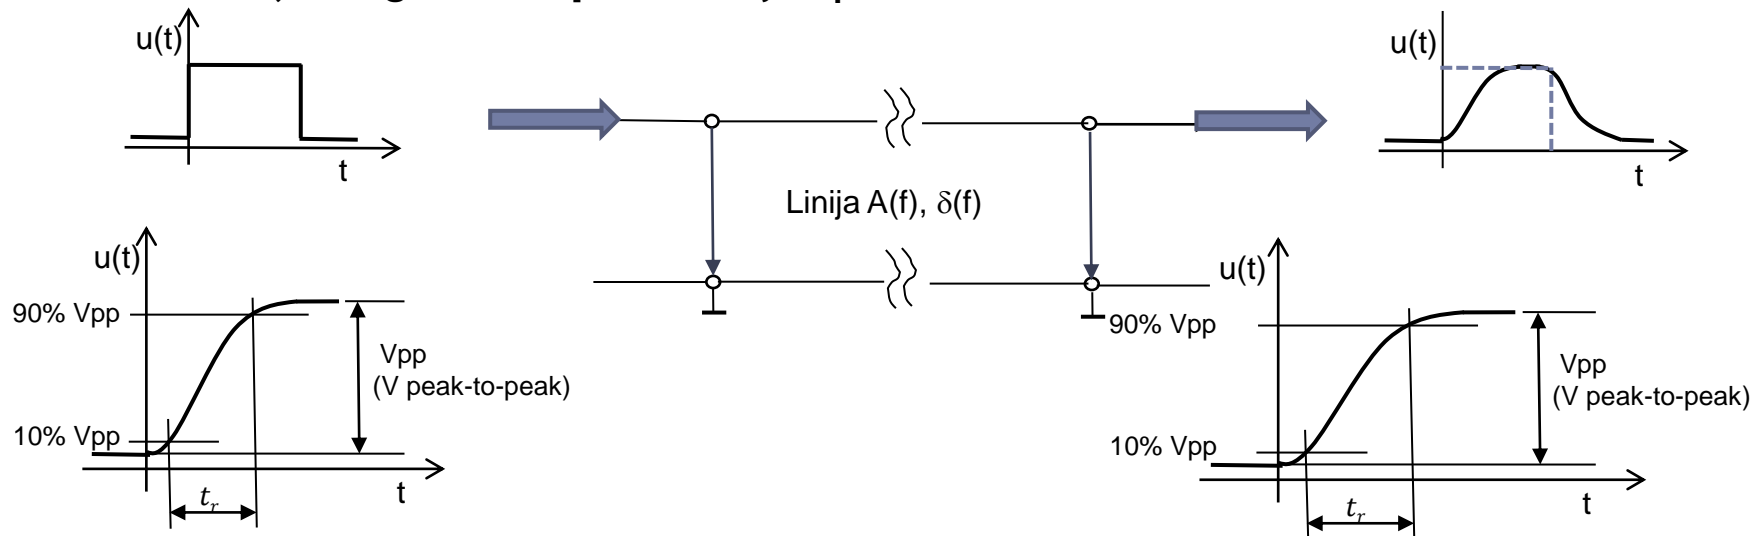 u(t)
t
Linija A(f), δ(f)
u(t)
t
u(t)
90% Vpp
Vpp
(V peak-to-peak)
10% Vpp
t
t_r
u(t)
90% Vpp
Vpp
(V peak-to-peak)
10% Vpp
t
t_r